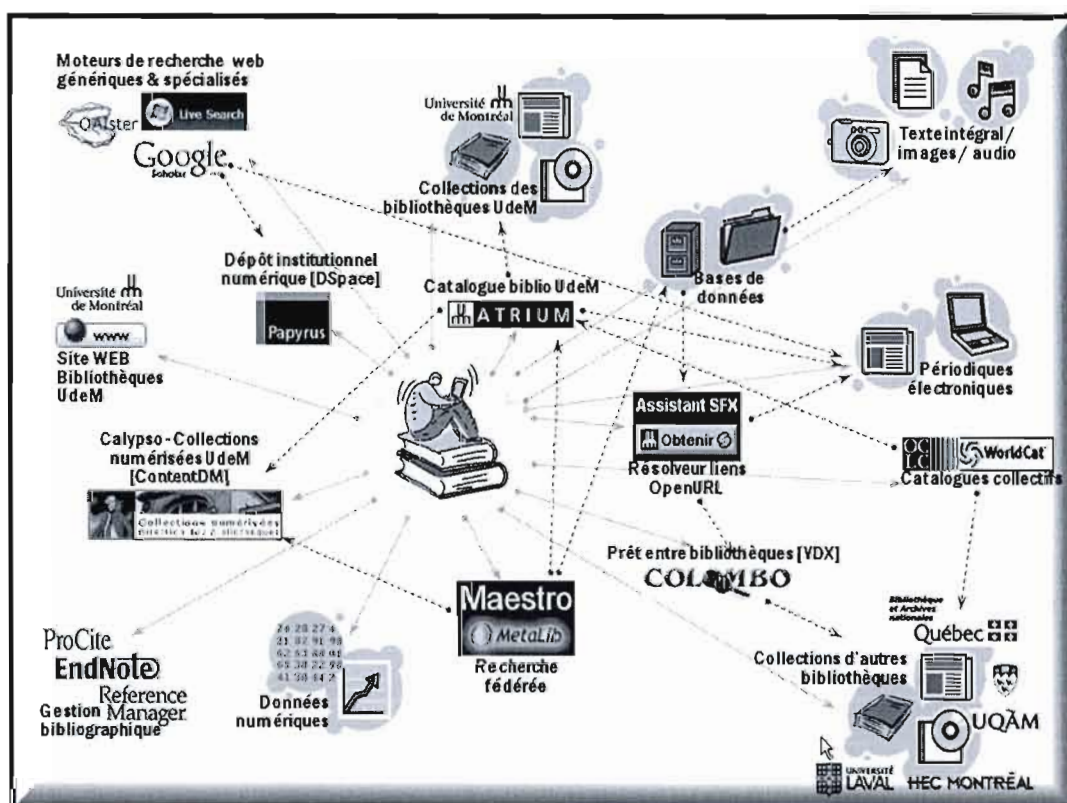 Moteurs de recherche web
génériques & spécialisés
OAIster
Live Search
Google
Scholar
Université
de Montréal
Collections des
bibliothèques UdeM
Texte intégral/
images/ audio
Dépôt institutionnel
numérique [DSpace]
Papyrus
Catalogue biblio UdeM
ATRIUM
Bases de
données
Université
de Montréal
www
Site WEB
Bibliothèques
UdeM
Périodiques
électroniques
Assistant SFX
Obtenir
Résolveur liens
OpenURL
Calypso-Collections
numérisées UdeM
[ContentDM]
Collections numérisées
OCLC
WorldCat
Catalogues collectifs
Prêt entre bibliothèques [VDX]
COLOMBO
Maestro
MetaLib
Recherche
fédérée
Bibliothèque
et Archives
nationales
Québec
Collections d'autres
bibliothèques
UQÀM
UNIVERSITÉ
LAVAL
HEC MONTRÉAL
ProCite
EndNote
Reference
Manager
Gestion
bibliographique
Données
numériques